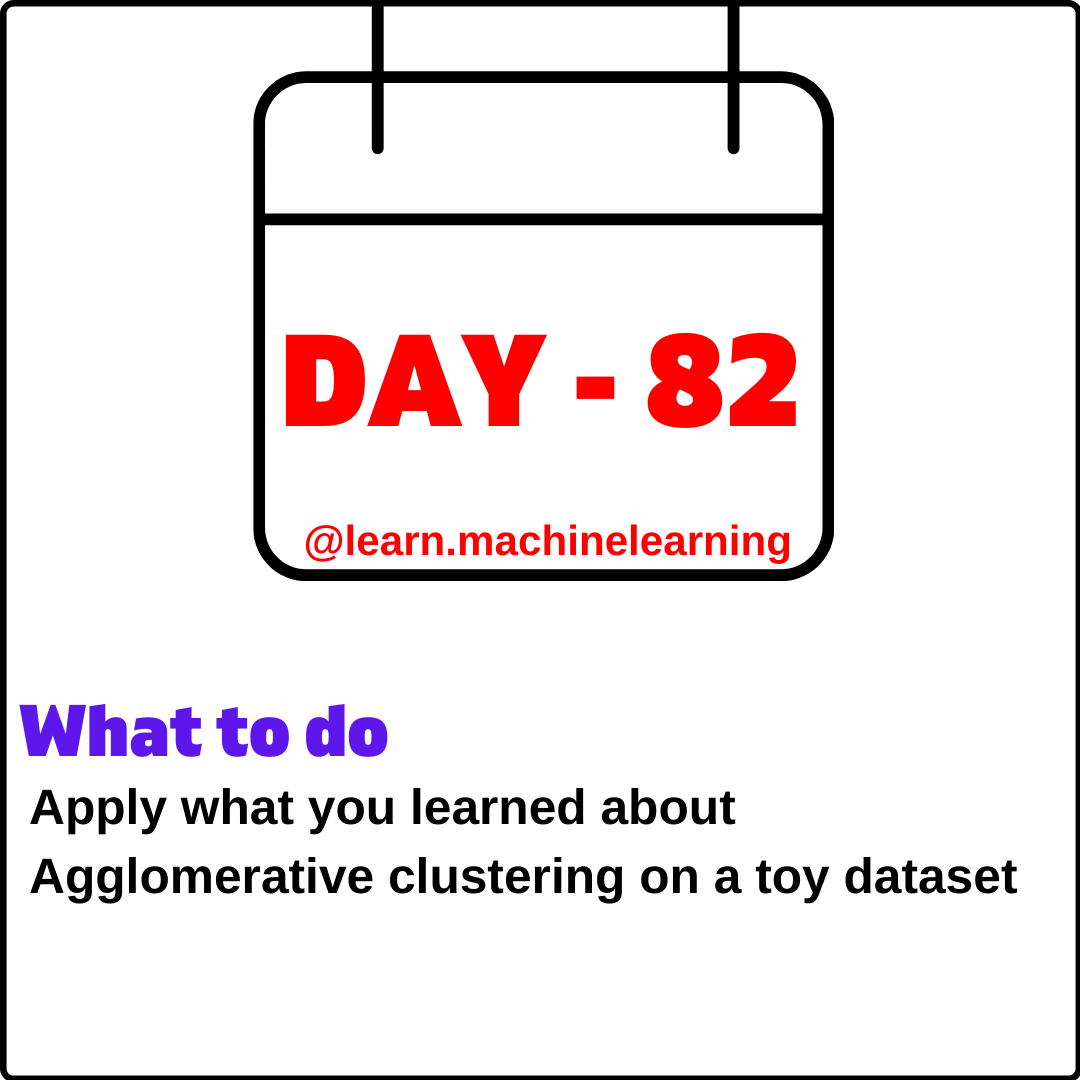 DAY - 82
@learn.machinelearning
What to do
Apply what you learned about
Agglomerative clustering on a toy dataset